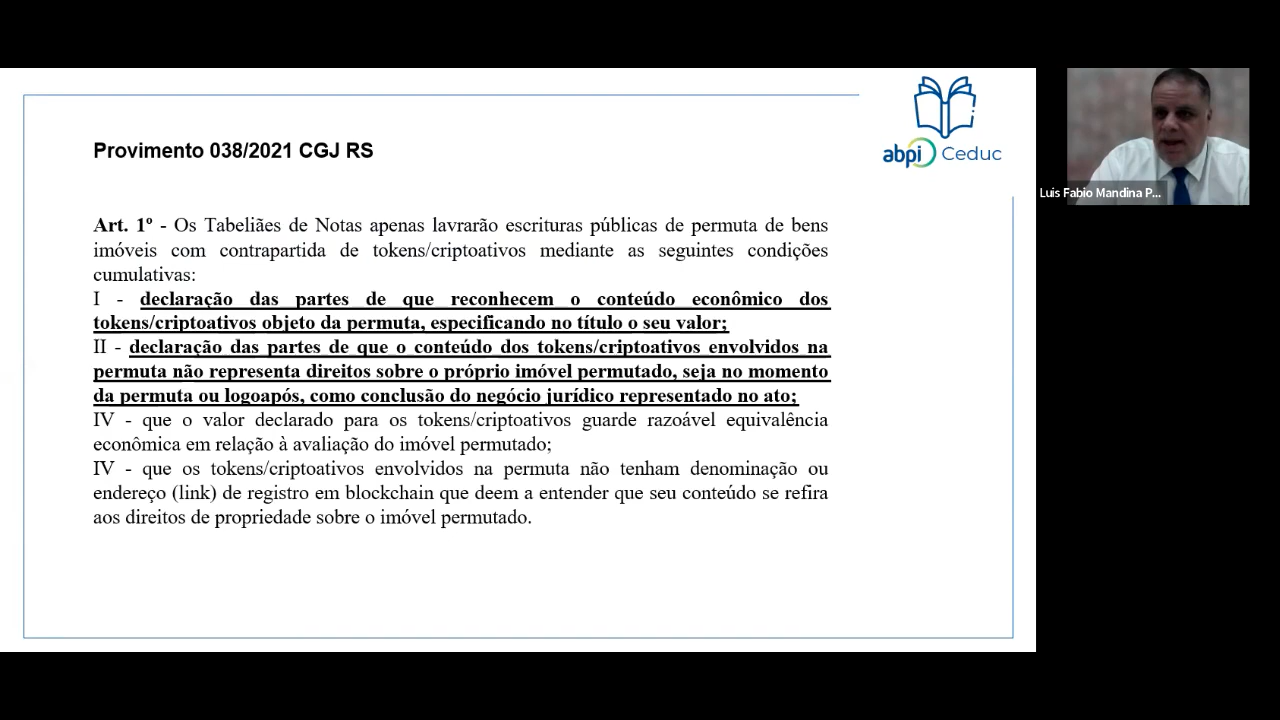 abpi Ceduc
Provimento 038/2021 CGJ RS
Art. 1º - Os Tabeliães de Notas apenas lavrarão escrituras públicas de permuta de bens
imóveis com contrapartida de tokens/criptoativos mediante as seguintes condições
cumulativas:
I - declaração das partes de que reconhecem o conteúdo econômico dos
tokens/criptoativos objeto da permuta, especificando no título o seu valor;
II - declaração das partes de que o conteúdo dos tokens/criptoativos envolvidos na
permuta não representa direitos sobre o próprio imóvel permutado, seja no momento
da permuta ou logoapós, como conclusão do negócio jurídico representado no ato;
IV - que o valor declarado para os tokens/criptoativos guarde razoável equivalência
econômica em relação à avaliação do imóvel permutado;
IV - que os tokens/criptoativos envolvidos na permuta não tenham denominação ou
endereço (link) de registro em blockchain que deem a entender que seu conteúdo se refira
aos direitos de propriedade sobre o imóvel permutado.
Luis Fabio Mandina P...